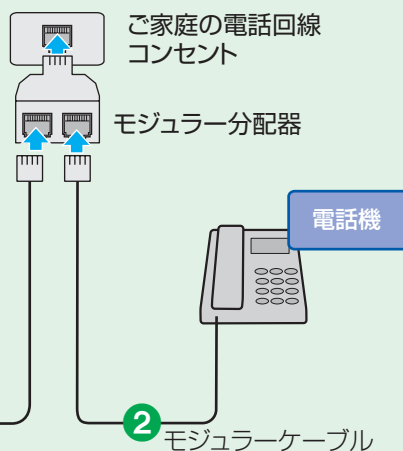 ご家庭の電話回線
コンセント
モジュラー分配器
電話機
2
モジュラーケーブル